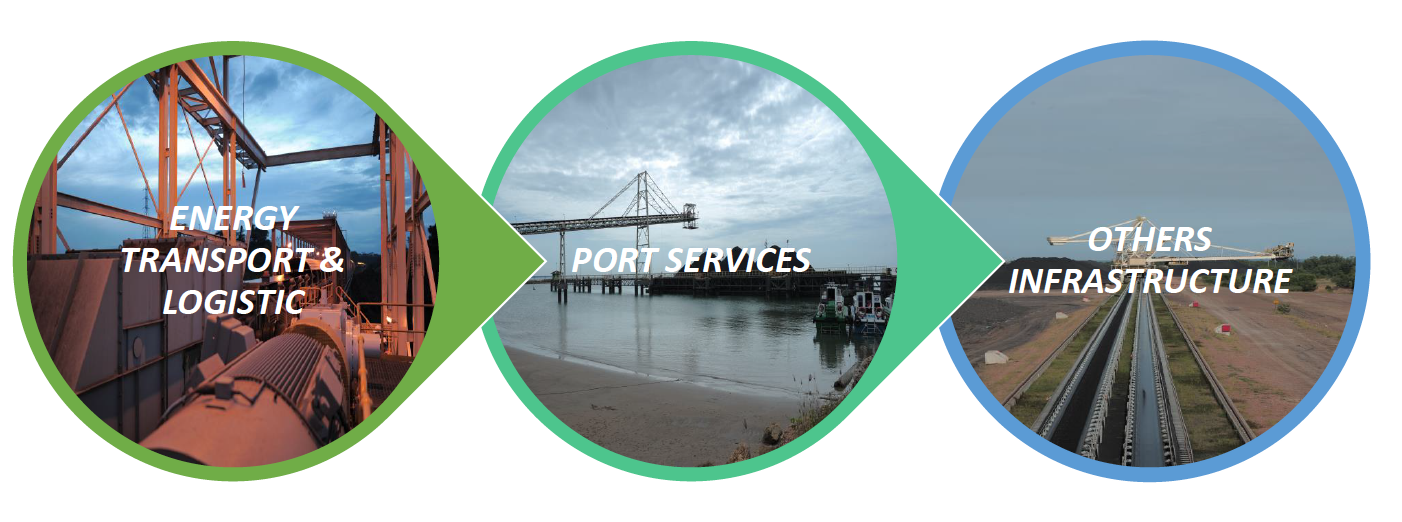 ENERGY
TRANSPORT &
LOGISTIC
PORT SERVICES
OTHERS
INFRASTRUCTURE